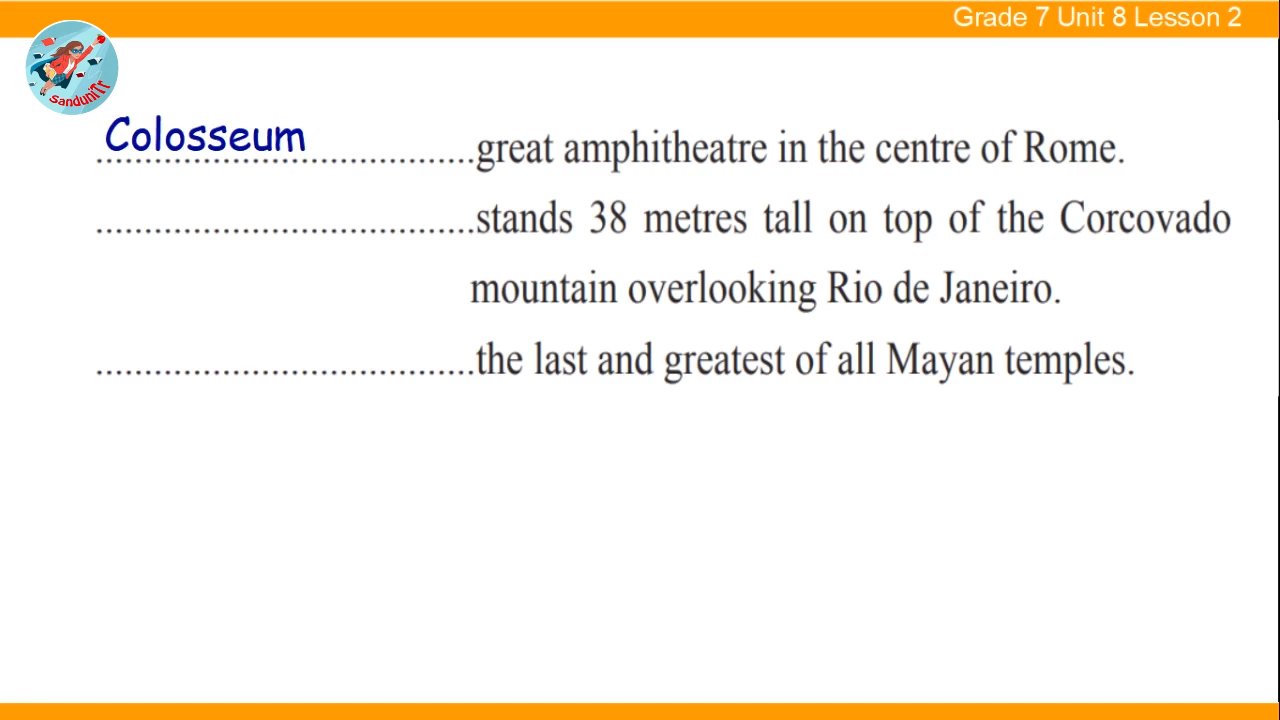 Grade 7 Unit 8 Lesson 2
SanduniTr
Colosseum
.......................................great amphitheatre in the centre of Rome.
.......................................stands 38 metres tall on top of the Corcovado
mountain overlooking Rio de Janeiro.
.......................................the last and greatest of all Mayan temples.